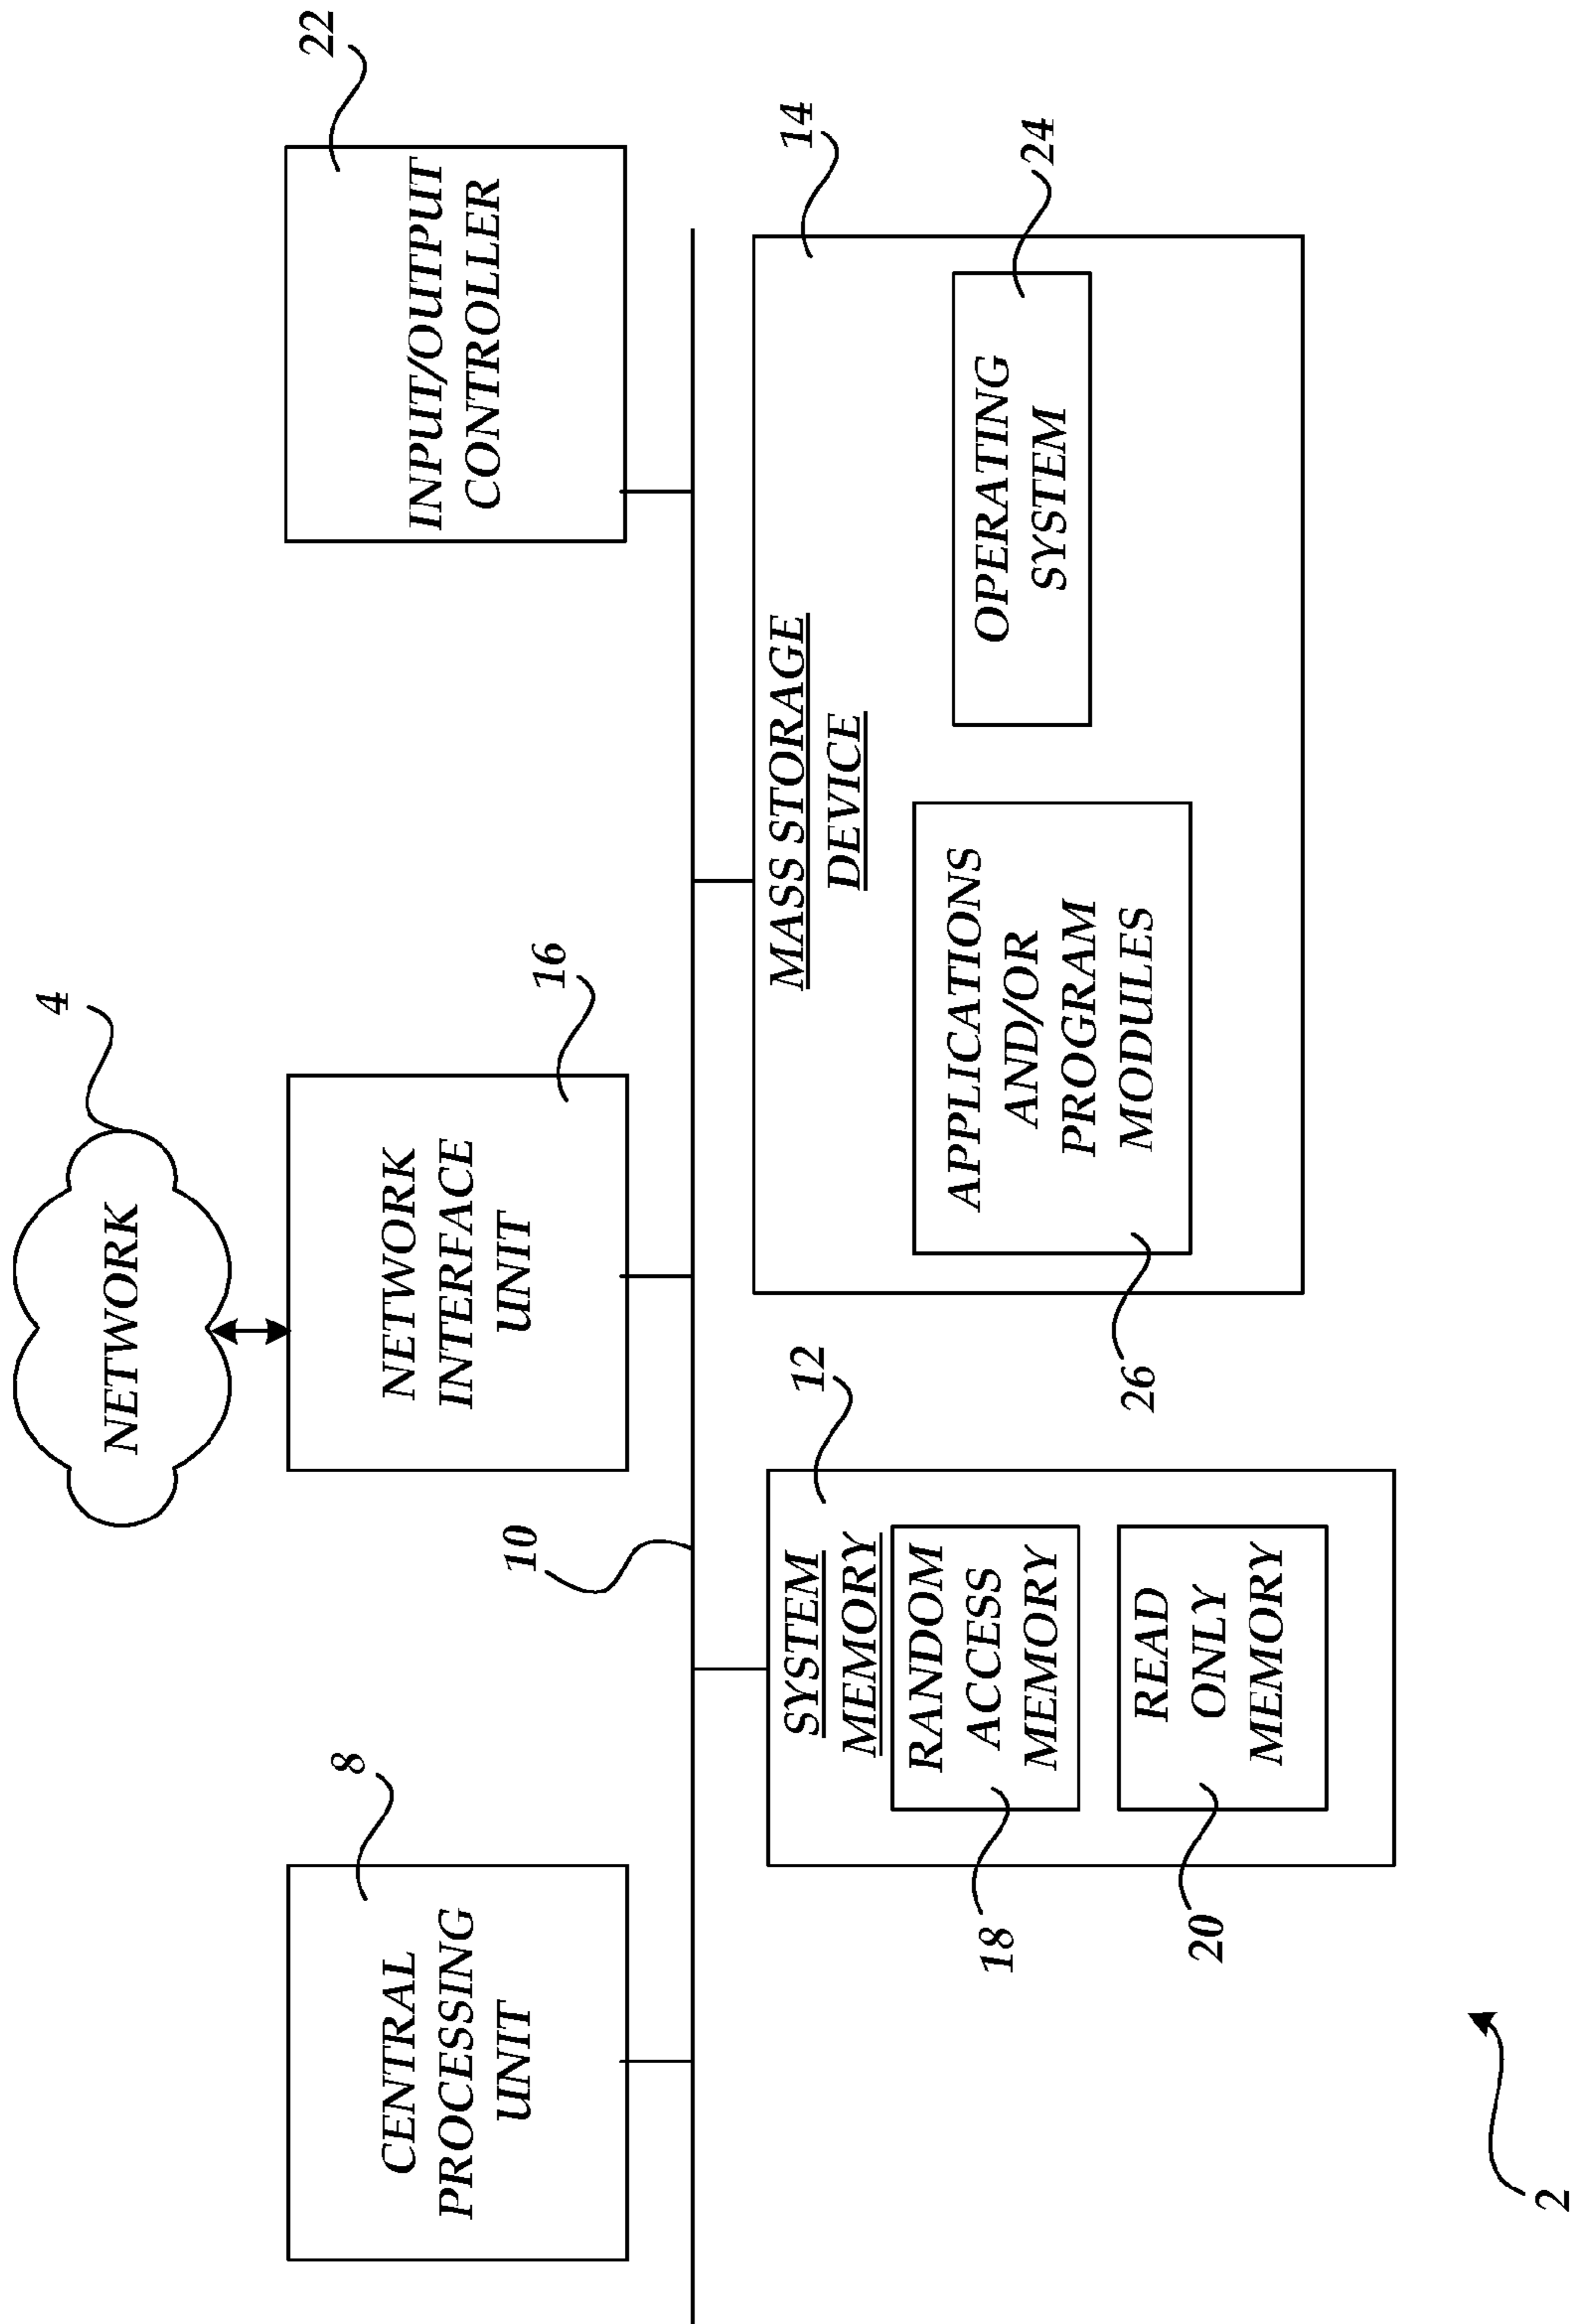 4
NETWORK
8
CENTRAL
PROCESSING
UNIT
16
NETWORK
INTERFACE
UNIT
22
INPUT/OUTPUT
CONTROLLER
10
12
SYSTEM
MEMORY
RANDOM
ACCESS
MEMORY
18
READ
ONLY
MEMORY
20
14
MASS STORAGE
DEVICE
APPLICATIONS
AND/OR
PROGRAM
MODULES
26
OPERATING
SYSTEM
24
2